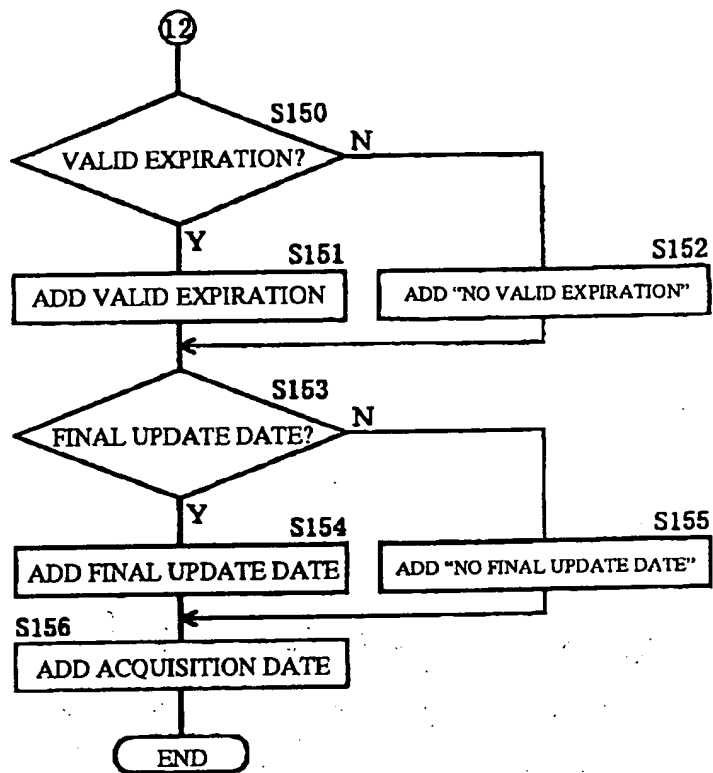 12
S150
VALID EXPIRATION?
N
Y
S151
ADD VALID EXPIRATION
S152
ADD "NO VALID EXPIRATION"
S153
FINAL UPDATE DATE?
N
Y
S154
ADD FINAL UPDATE DATE
S155
ADD "NO FINAL UPDATE DATE"
S156
ADD ACQUISITION DATE
END